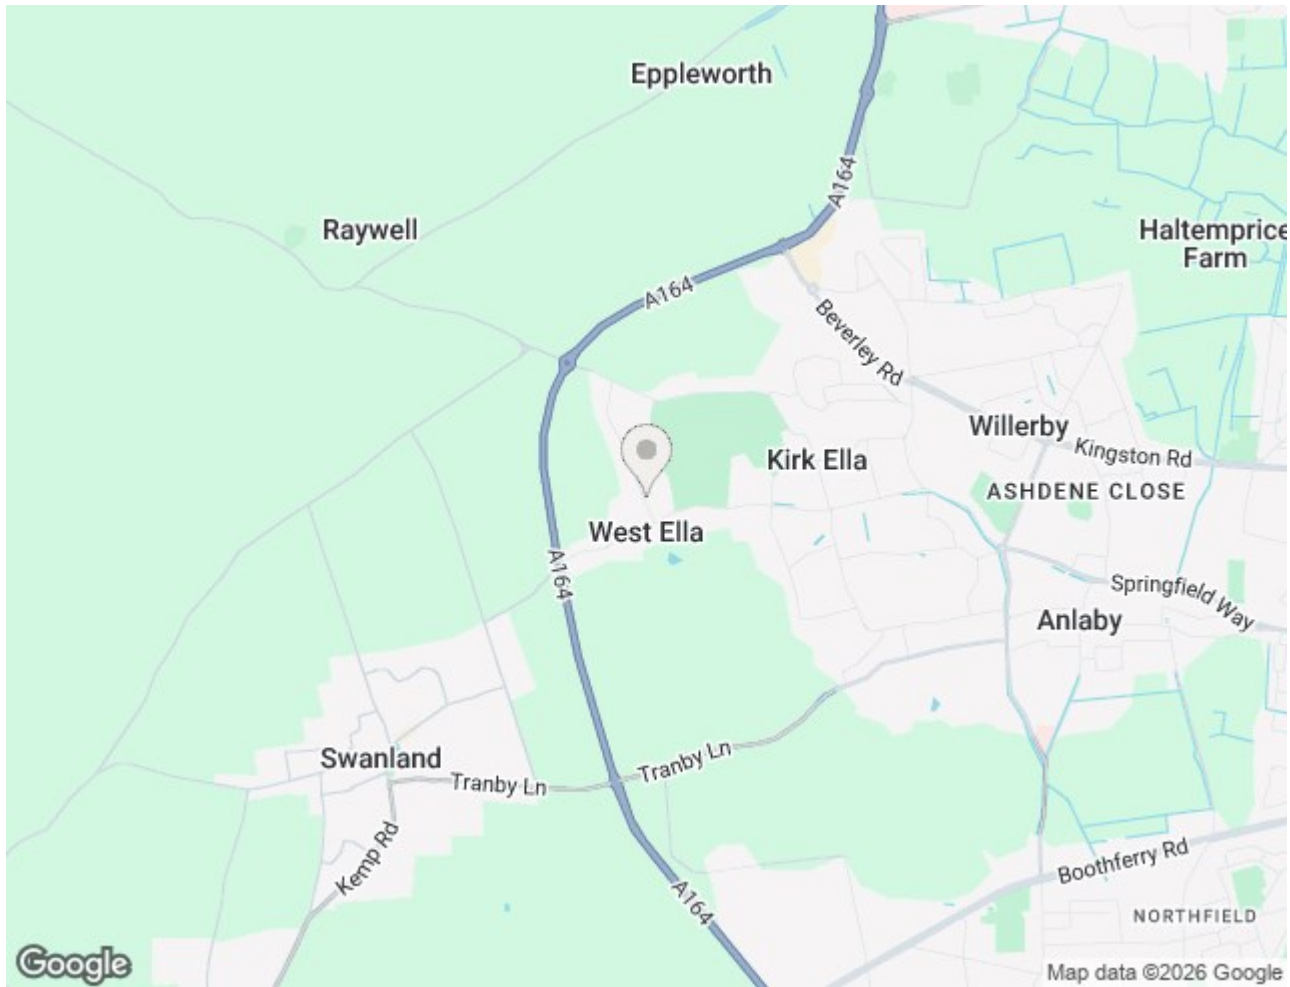 Eppleworth
A164
Raywell
Haltemprice
Farm
A164
Beverley Rd
Willerby
Kingston Rd
Kirk Ella
ASHDENE CLOSE
West Ella
A164
Springfield Way
Anlaby
Swanland
Tranby Ln
Tranby Ln
Kemp Rd
Boothferry Rd
A164
NORTHFIELD
Google
Map data ©2026 Google